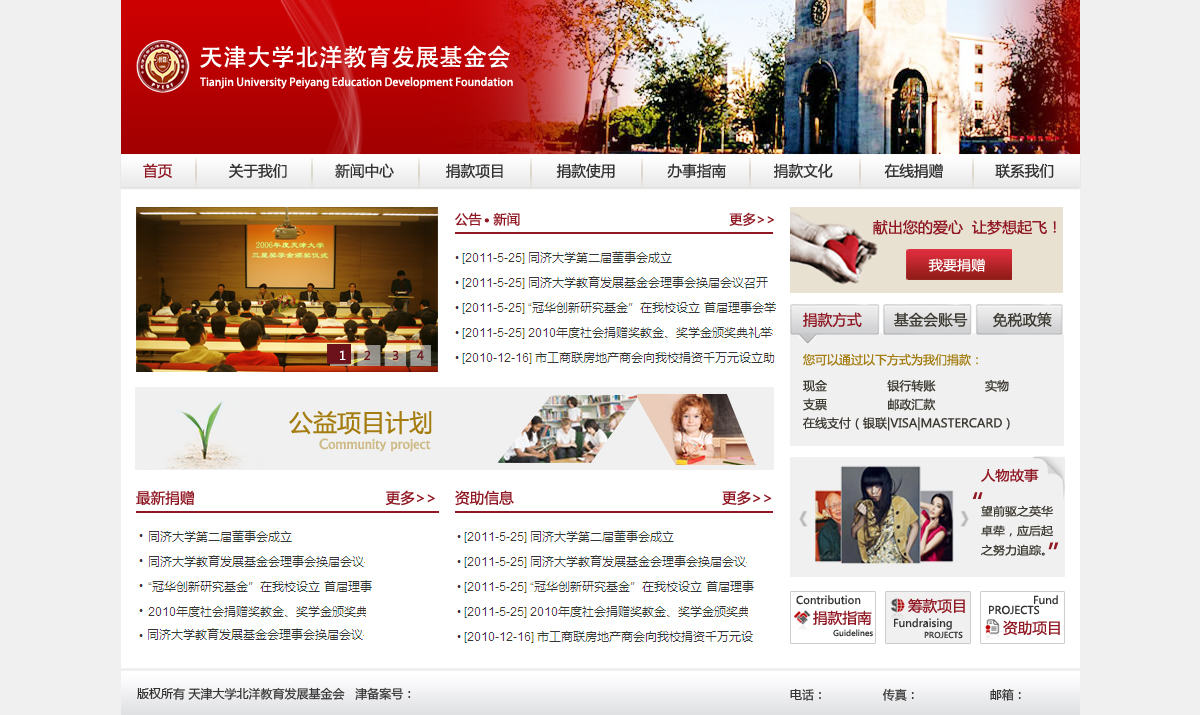 天津大学北洋教育发展基金会
Tianjin University Peiyang Education Development Foundation
首页 关于我们 新闻中心 捐款项目 捐款使用 办事指南 捐款文化 在线捐赠 联系我们
2006年度天津大学
三星奖学金颁奖仪式
1 2 3 4
公告 • 新闻 更多>>
• [2011-5-25] 同济大学第二届董事会成立
• [2011-5-25] 同济大学教育发展基金会理事会换届会议召开
• [2011-5-25] “冠华创新研究基金”在我校设立 首届理事会举
• [2011-5-25] 2010年度社会捐赠奖教金、奖学金颁奖典礼举
• [2010-12-16] 市工商联房地产商会向我校捐资千万元设立助
献出您的爱心 让梦想起飞！
我要捐赠
捐款方式 基金会账号 免税政策
您可以通过以下方式为我们捐款：
现金 银行转账 实物
支票 邮政汇款
在线支付（银联|VISA|MASTERCARD）
公益项目计划
Community project
最新捐赠 更多>>
• 同济大学第二届董事会成立
• 同济大学教育发展基金会理事会换届会议
• “冠华创新研究基金”在我校设立 首届理事
• 2010年度社会捐赠奖教金、奖学金颁奖典
• 同济大学教育发展基金会理事会换届会议
资助信息 更多>>
• [2011-5-25] 同济大学第二届董事会成立
• [2011-5-25] 同济大学教育发展基金会理事会换届会议
• [2011-5-25] “冠华创新研究基金”在我校设立 首届理事
• [2011-5-25] 2010年度社会捐赠奖教金、奖学金颁奖典
• [2010-12-16] 市工商联房地产商会向我校捐资千万元设
人物故事
“望前驱之英华
卓荦，应后起
之努力追踪。”
Contribution
捐款指南
Guidelines
筹款项目
Fundraising
PROJECTS
Fund
PROJECTS
资助项目
版权所有 天津大学北洋教育发展基金会 津备案号：
电话： 传真： 邮箱：